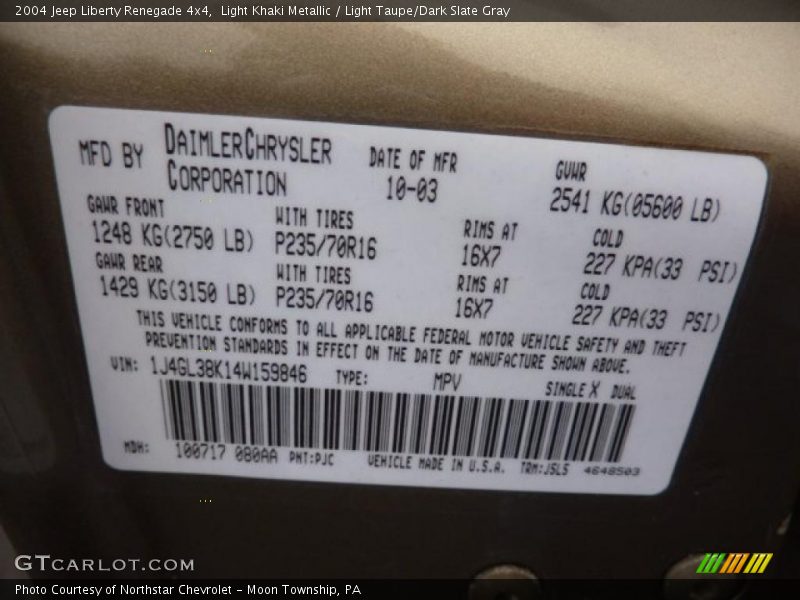 2004 Jeep Liberty Renegade 4x4,  Light Khaki Metallic / Light Taupe/Dark Slate Gray
MFD BY DAIMLERCHRYSLER CORPORATION
DATE OF MFR 10-03
GVWR 2541 KG(05600 LB)
GAWR FRONT WITH TIRES RIMS AT COLD
1248 KG(2750 LB) P235/70R16 16X7 227 KPA(33 PSI)
GAWR REAR WITH TIRES RIMS AT COLD
1429 KG(3150 LB) P235/70R16 16X7 227 KPA(33 PSI)
THIS VEHICLE CONFORMS TO ALL APPLICABLE FEDERAL MOTOR VEHICLE SAFETY AND THEFT
PREVENTION STANDARDS IN EFFECT ON THE DATE OF MANUFACTURE SHOWN ABOVE.
VIN: 1J4GL38K14W159846 TYPE: MPV SINGLE X DUAL
MDH: 100717 080AA PNT:PJC VEHICLE MADE IN U.S.A. TRM:J5L5 4648503
GTCARLOT.COM
Photo Courtesy of Northstar Chevrolet - Moon Township, PA